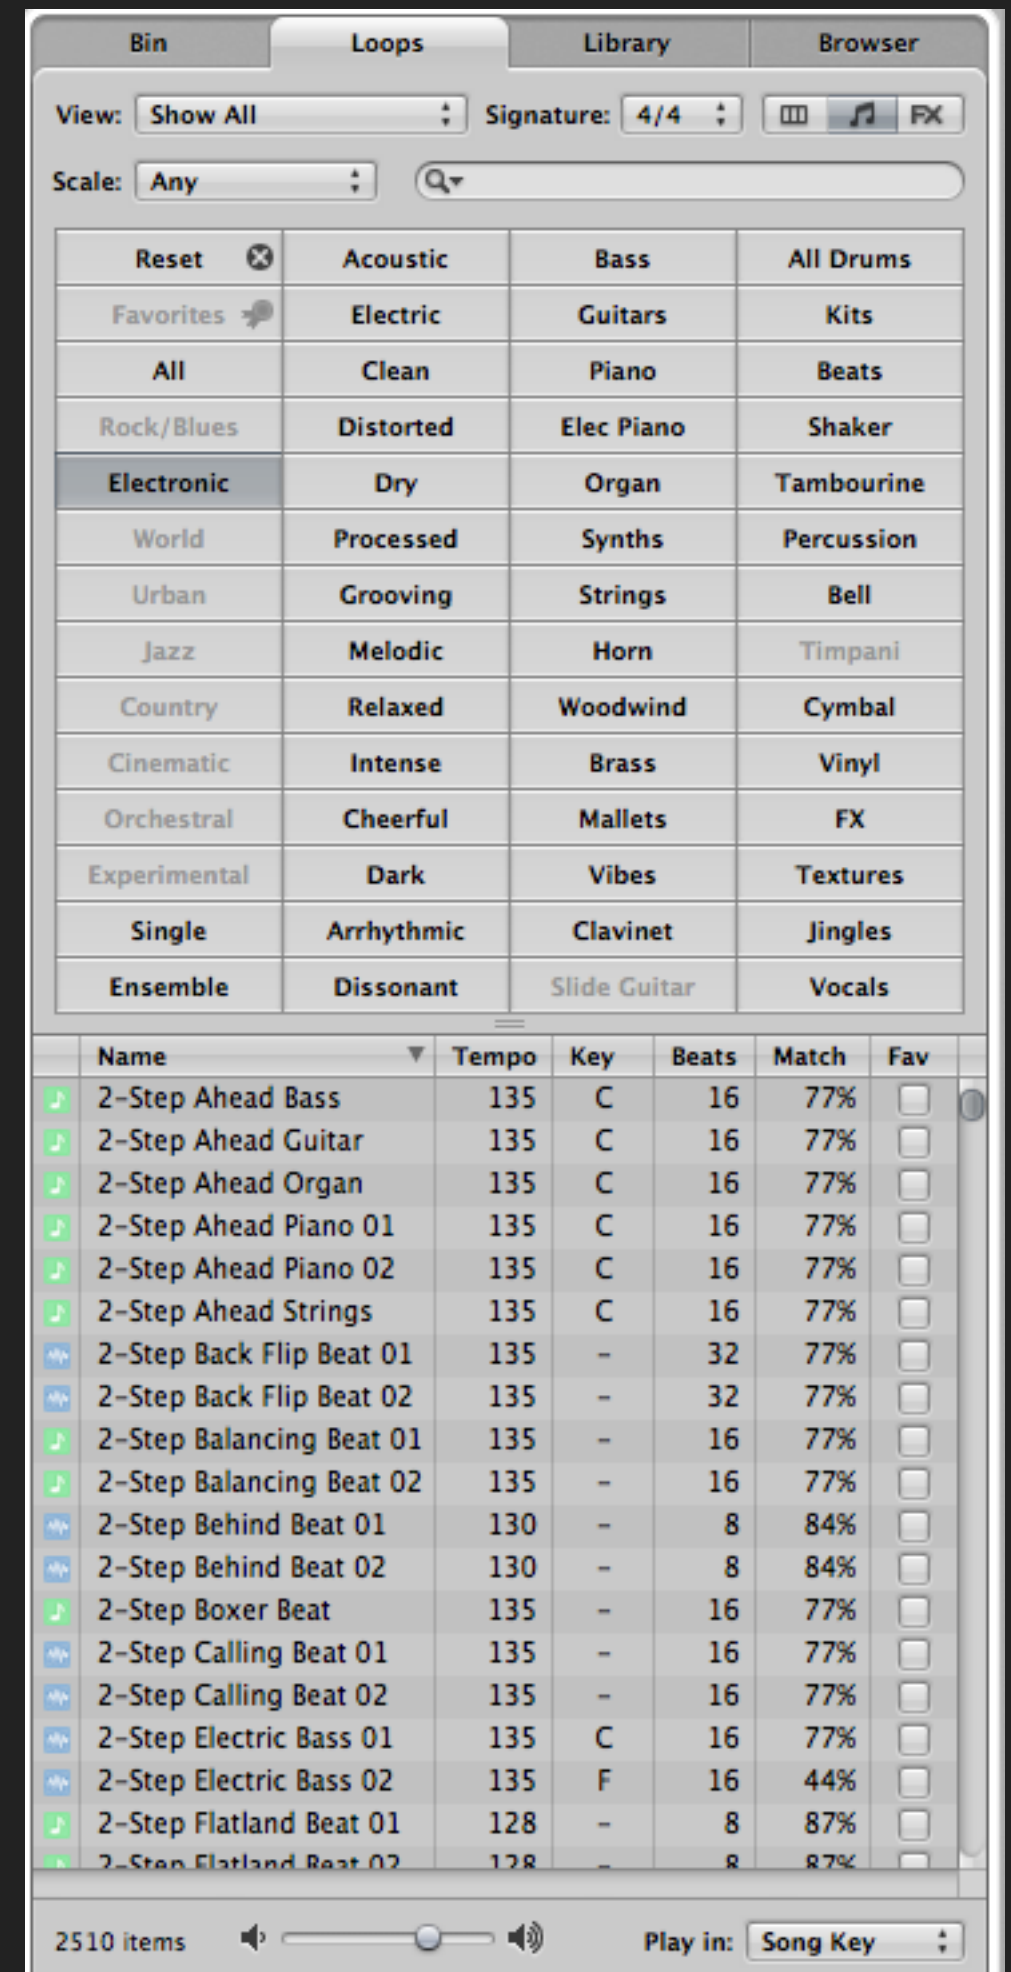 Bin Loops Library Browser
View: Show All Signature: 4/4 FX
Scale: Any
Reset Acoustic Bass All Drums
Favorites Electric Guitars Kits
All Clean Piano Beats
Rock/Blues Distorted Elec Piano Shaker
Electronic Dry Organ Tambourine
World Processed Synths Percussion
Urban Grooving Strings Bell
Jazz Melodic Horn Timpani
Country Relaxed Woodwind Cymbal
Cinematic Intense Brass Vinyl
Orchestral Cheerful Mallets FX
Experimental Dark Vibes Textures
Single Arrhythmic Clavinet Jingles
Ensemble Dissonant Slide Guitar Vocals
Name Tempo Key Beats Match Fav
2-Step Ahead Bass 135 C 16 77%
2-Step Ahead Guitar 135 C 16 77%
2-Step Ahead Organ 135 C 16 77%
2-Step Ahead Piano 01 135 C 16 77%
2-Step Ahead Piano 02 135 C 16 77%
2-Step Ahead Strings 135 C 16 77%
2-Step Back Flip Beat 01 135 - 32 77%
2-Step Back Flip Beat 02 135 - 32 77%
2-Step Balancing Beat 01 135 - 16 77%
2-Step Balancing Beat 02 135 - 16 77%
2-Step Behind Beat 01 130 - 8 84%
2-Step Behind Beat 02 130 - 8 84%
2-Step Boxer Beat 135 - 16 77%
2-Step Calling Beat 01 135 - 16 77%
2-Step Calling Beat 02 135 - 16 77%
2-Step Electric Bass 01 135 C 16 77%
2-Step Electric Bass 02 135 F 16 44%
2-Step Flatland Beat 01 128 - 8 87%
2-Step Flatland Beat 02 128 - 8 87%
2510 items Play in: Song Key